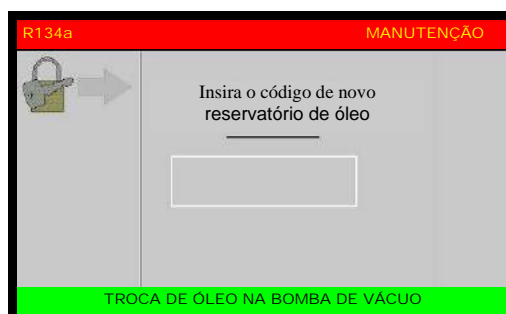 R134a MANUTENÇÃO
Insira o código de novo
reservatório de óleo
TROCA DE ÓLEO NA BOMBA DE VÁCUO